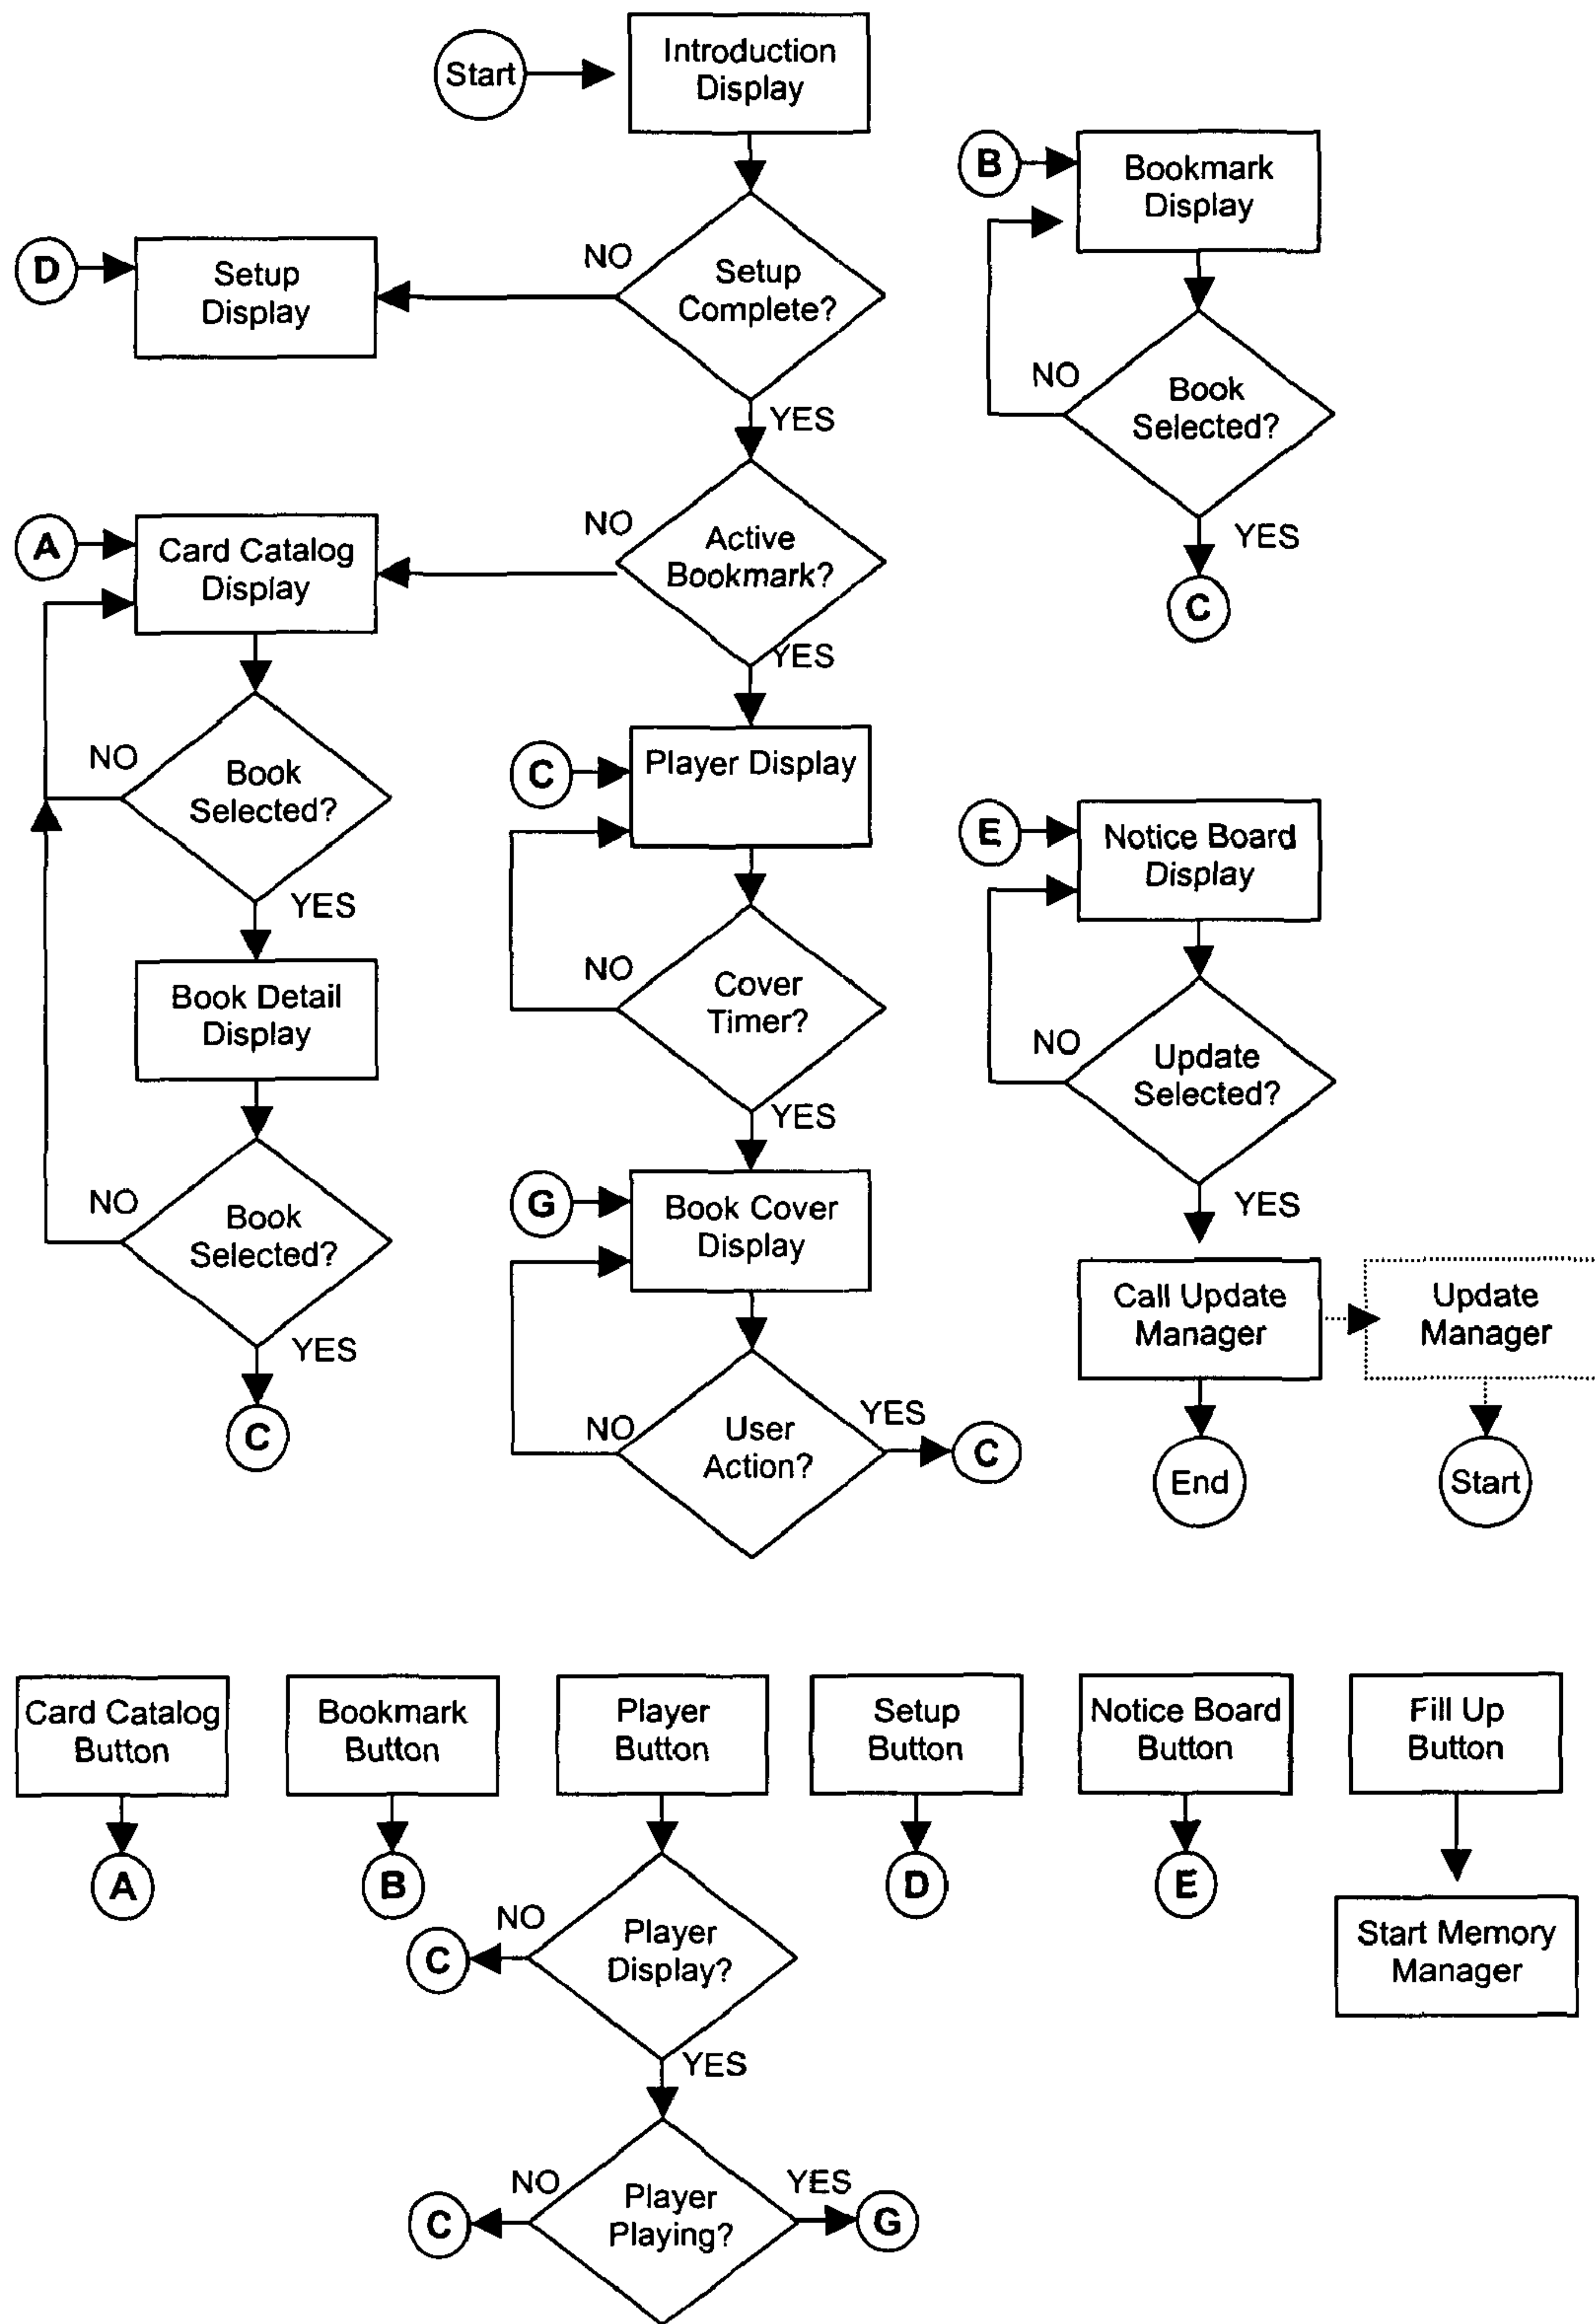 Start
Introduction
Display
B
Bookmark
Display
D
Setup
Display
NO
Setup
Complete?
YES
NO
Book
Selected?
YES
C
A
Card Catalog
Display
NO
Active
Bookmark?
YES
NO
Book
Selected?
YES
Book Detail
Display
NO
Book
Selected?
YES
C
C
Player Display
NO
Cover
Timer?
YES
G
Book Cover
Display
NO
User
Action?
YES
C
E
Notice Board
Display
NO
Update
Selected?
YES
Call Update
Manager
Update
Manager
End
Start
Card Catalog
Button
A
Bookmark
Button
B
Player
Button
NO
C
Player
Display?
YES
NO
C
Player
Playing?
YES
G
Setup
Button
D
Notice Board
Button
E
Fill Up
Button
Start Memory
Manager